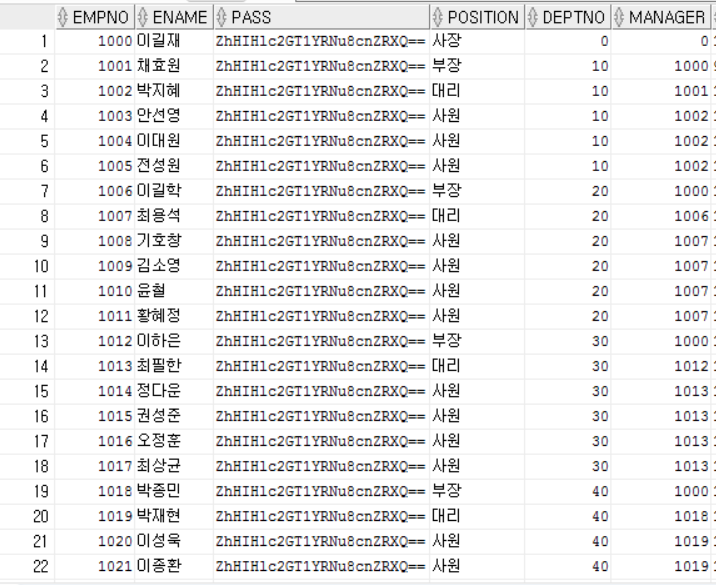 EMPNO ENAME PASS POSITION DEPTNO MANAGER
1 1000 이길재 ZhHIHlc2GT1YRNu8cnZRXQ== 사장 0 0
2 1001 채호원 ZhHIHlc2GT1YRNu8cnZRXQ== 부장 10 1000
3 1002 박지혜 ZhHIHlc2GT1YRNu8cnZRXQ== 대리 10 1001
4 1003 안선영 ZhHIHlc2GT1YRNu8cnZRXQ== 사원 10 1002
5 1004 이대원 ZhHIHlc2GT1YRNu8cnZRXQ== 사원 10 1002
6 1005 전성원 ZhHIHlc2GT1YRNu8cnZRXQ== 사원 10 1002
7 1006 이길학 ZhHIHlc2GT1YRNu8cnZRXQ== 부장 20 1000
8 1007 최용석 ZhHIHlc2GT1YRNu8cnZRXQ== 대리 20 1006
9 1008 기호창 ZhHIHlc2GT1YRNu8cnZRXQ== 사원 20 1007
10 1009 김소영 ZhHIHlc2GT1YRNu8cnZRXQ== 사원 20 1007
11 1010 윤철 ZhHIHlc2GT1YRNu8cnZRXQ== 사원 20 1007
12 1011 황혜정 ZhHIHlc2GT1YRNu8cnZRXQ== 사원 20 1007
13 1012 이하은 ZhHIHlc2GT1YRNu8cnZRXQ== 부장 30 1000
14 1013 최필한 ZhHIHlc2GT1YRNu8cnZRXQ== 대리 30 1012
15 1014 정다운 ZhHIHlc2GT1YRNu8cnZRXQ== 사원 30 1013
16 1015 권성준 ZhHIHlc2GT1YRNu8cnZRXQ== 사원 30 1013
17 1016 오정훈 ZhHIHlc2GT1YRNu8cnZRXQ== 사원 30 1013
18 1017 최상균 ZhHIHlc2GT1YRNu8cnZRXQ== 사원 30 1013
19 1018 박종민 ZhHIHlc2GT1YRNu8cnZRXQ== 부장 40 1000
20 1019 박재현 ZhHIHlc2GT1YRNu8cnZRXQ== 대리 40 1018
21 1020 이성욱 ZhHIHlc2GT1YRNu8cnZRXQ== 사원 40 1019
22 1021 이종환 ZhHIHlc2GT1YRNu8cnZRXQ== 사원 40 1019